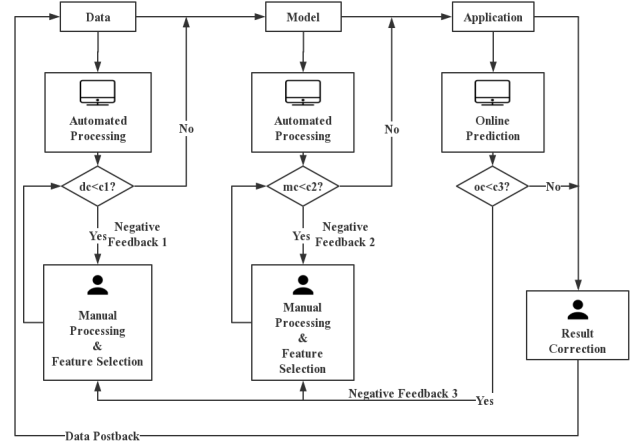 Data
Model
Application
Automated
Processing
Automated
Processing
Online
Prediction
No
No
dc<c1?
mc<c2?
oc<c3?
No
Yes
Negative
Feedback 1
Yes
Negative
Feedback 2
Manual
Processing
&
Feature Selection
Manual
Processing
&
Feature
Selection
Result
Correction
Negative Feedback 3
Yes
Data Postback